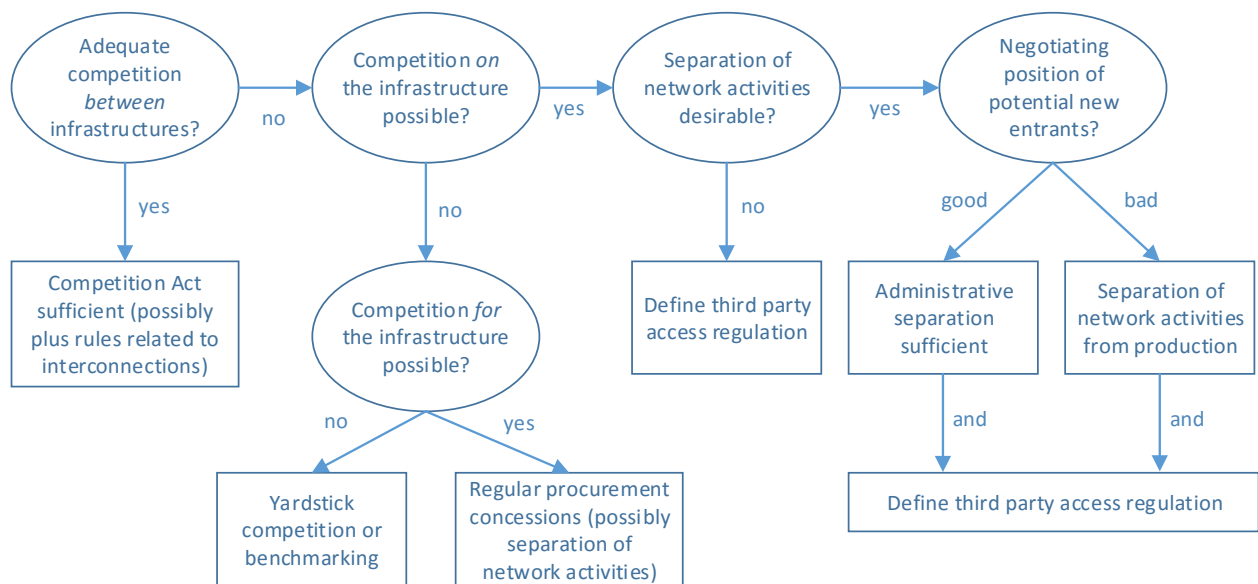 Adequate
competition
between
infrastructures?
no
Competition on
the infrastructure
possible?
yes
Separation of
network activities
desirable?
yes
Negotiating
position of
potential new
entrants?
yes
no
no
good
bad
Competition Act
sufficient (possibly
plus rules related to
interconnections)
Competition for
the infrastructure
possible?
Define third party
access regulation
Administrative
separation
sufficient
Separation of
network activities
from production
no
yes
and
and
Yardstick
competition or
benchmarking
Regular procurement
concessions (possibly
separation of
network activities)
Define third party access regulation